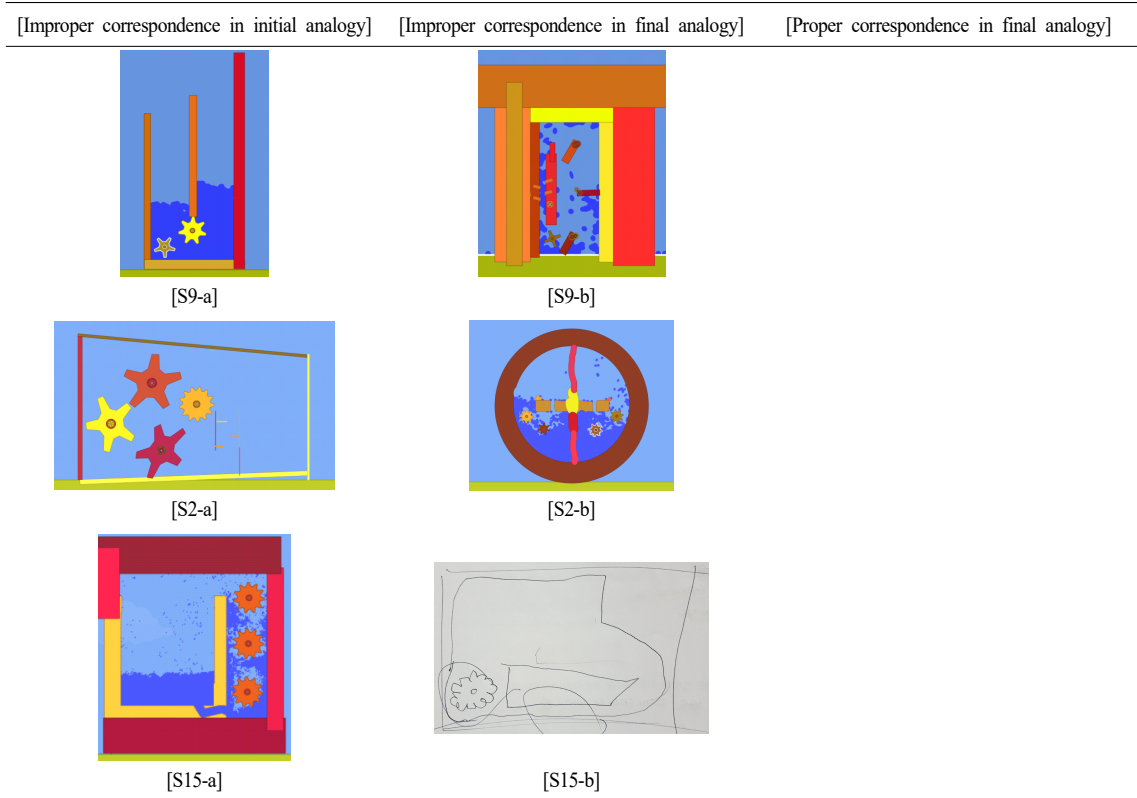 [Improper correspondence in initial analogy] [Improper correspondence in final analogy] [Proper correspondence in final analogy]
[S9-a] [S9-b]
[S2-a] [S2-b]
[S15-a] [S15-b]